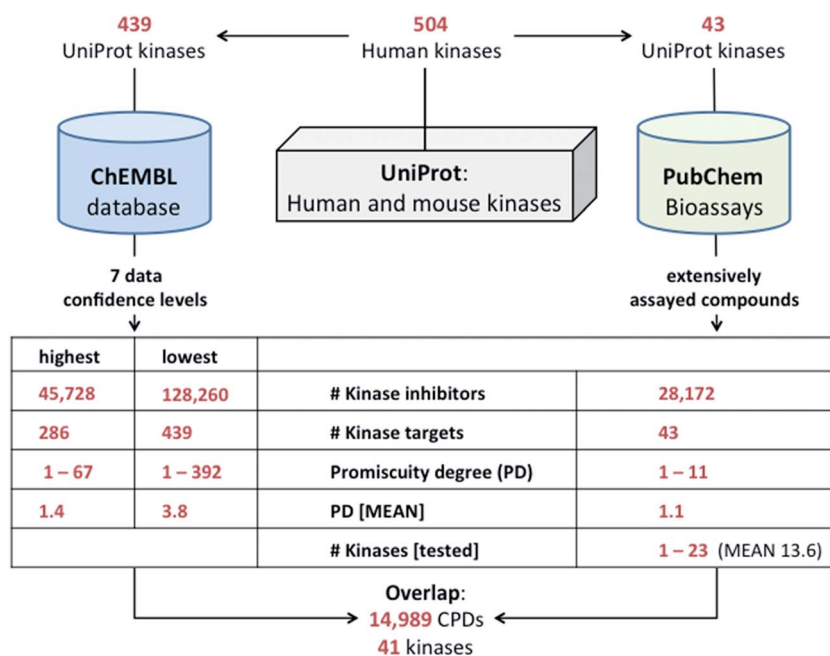 439
UniProt kinases
504
Human kinases
43
UniProt kinases
ChEMBL
database
UniProt:
Human and mouse kinases
PubChem
Bioassays
7 data
confidence levels
extensively
assayed compounds
highest lowest
45,728 128,260 # Kinase inhibitors 28,172
286 439 # Kinase targets 43
1 – 67 1 – 392 Promiscuity degree (PD) 1 – 11
1.4 3.8 PD [MEAN] 1.1
# Kinases [tested] 1 – 23 (MEAN 13.6)
Overlap:
14,989 CPDs
41 kinases